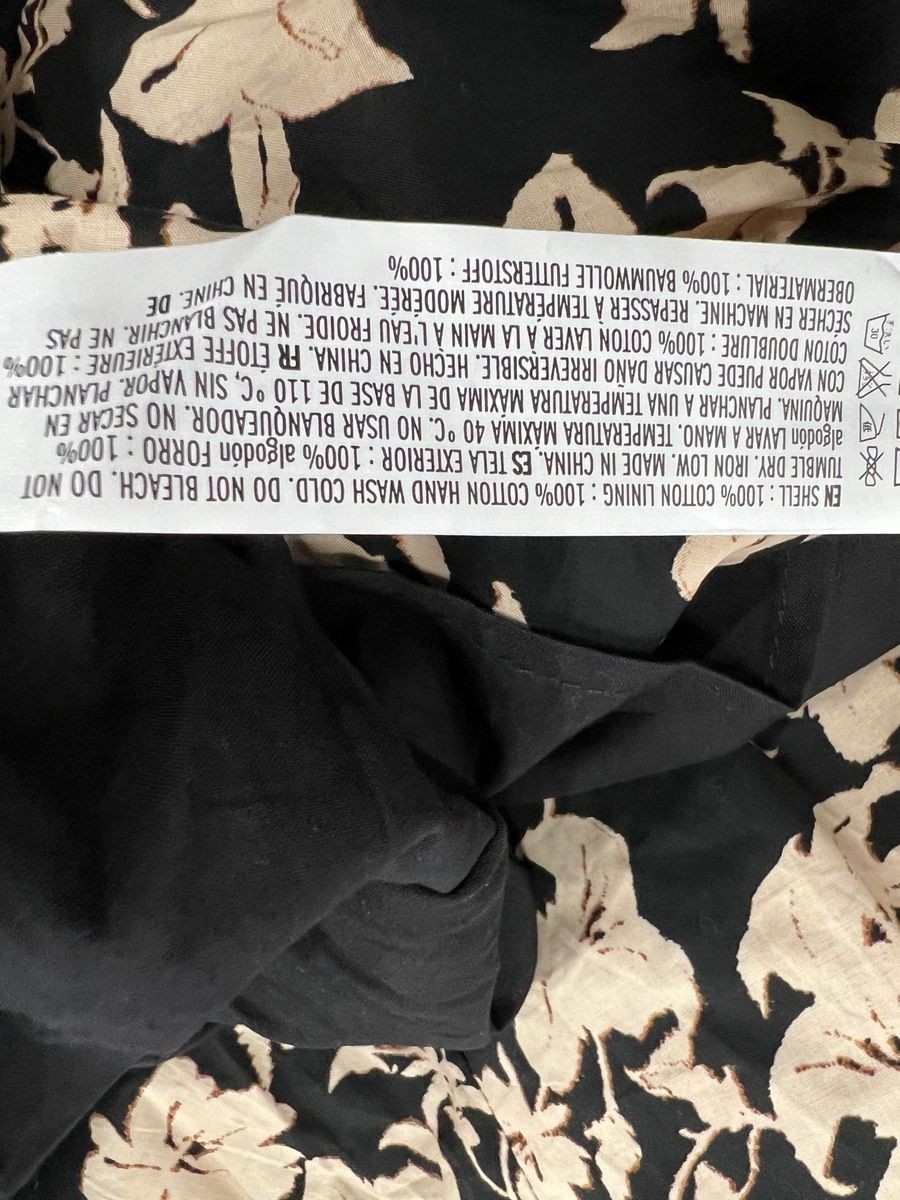 EN SHELL : 100% COTTON LINING : 100% COTTON HAND WASH COLD. DO NOT BLEACH. DO NOT
TUMBLE DRY. IRON LOW. MADE IN CHINA. ES TELA EXTERIOR : 100% algodón FORRO : 100%
algodón LAVAR A MANO. TEMPERATURA MÁXIMA 40 ºC. NO USAR BLANQUEADOR. NO SECAR EN
MÁQUINA. PLANCHAR A UNA TEMPERATURA MÁXIMA DE LA BASE DE 110 ºC, SIN VAPOR. PLANCHAR
CON VAPOR PUEDE CAUSAR DAÑO IRREVERSIBLE. HECHO EN CHINA. FR ÉTOFFE EXTÉRIEURE : 100%
COTON DOUBLURE : 100% COTON LAVER À LA MAIN À L'EAU FROIDE. NE PAS BLANCHIR. NE PAS
SÉCHER EN MACHINE. REPASSER À TEMPÉRATURE MODÉRÉE. FABRIQUÉ EN CHINE. DE
OBERMATERIAL : 100% BAUMWOLLE FUTTERSTOFF : 100%
30